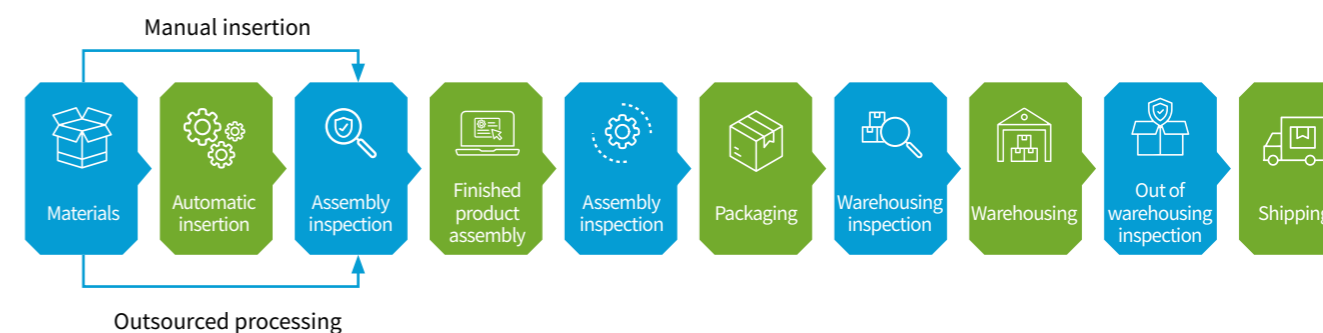 Manual insertion
Materials
Automatic
insertion
Assembly
inspection
Finished
product
assembly
Assembly
inspection
Packaging
Warehousing
inspection
Warehousing
Out of
warehousing
inspection
Shipping
Outsourced processing